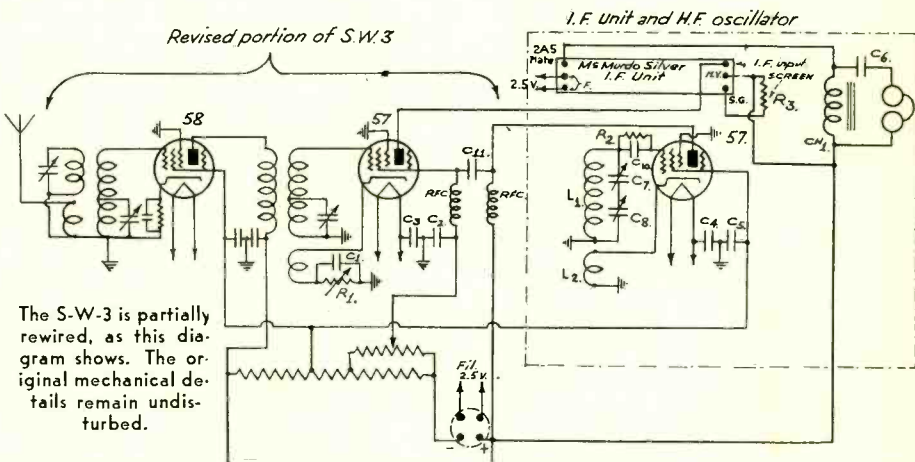 I.F. Unit and H.F. oscillator
Revised portion of S.W.3
2A5
Plate
McMurdo Silver
I.F. Unit
2.5V.
F.
H.V.
S.G.
I.F. input
SCREEN
R3.
C6.
CH1.
58
57
57.
C11.
RFC
RFC
R2
C10
C7.
L1
C8.
L2.
C3
C2
C4
C5.
C1.
R1.
The S-W-3 is partially
rewired, as this dia-
gram shows. The or-
iginal mechanical de-
tails remain undis-
turbed.
Fil.
2.5V.
- +